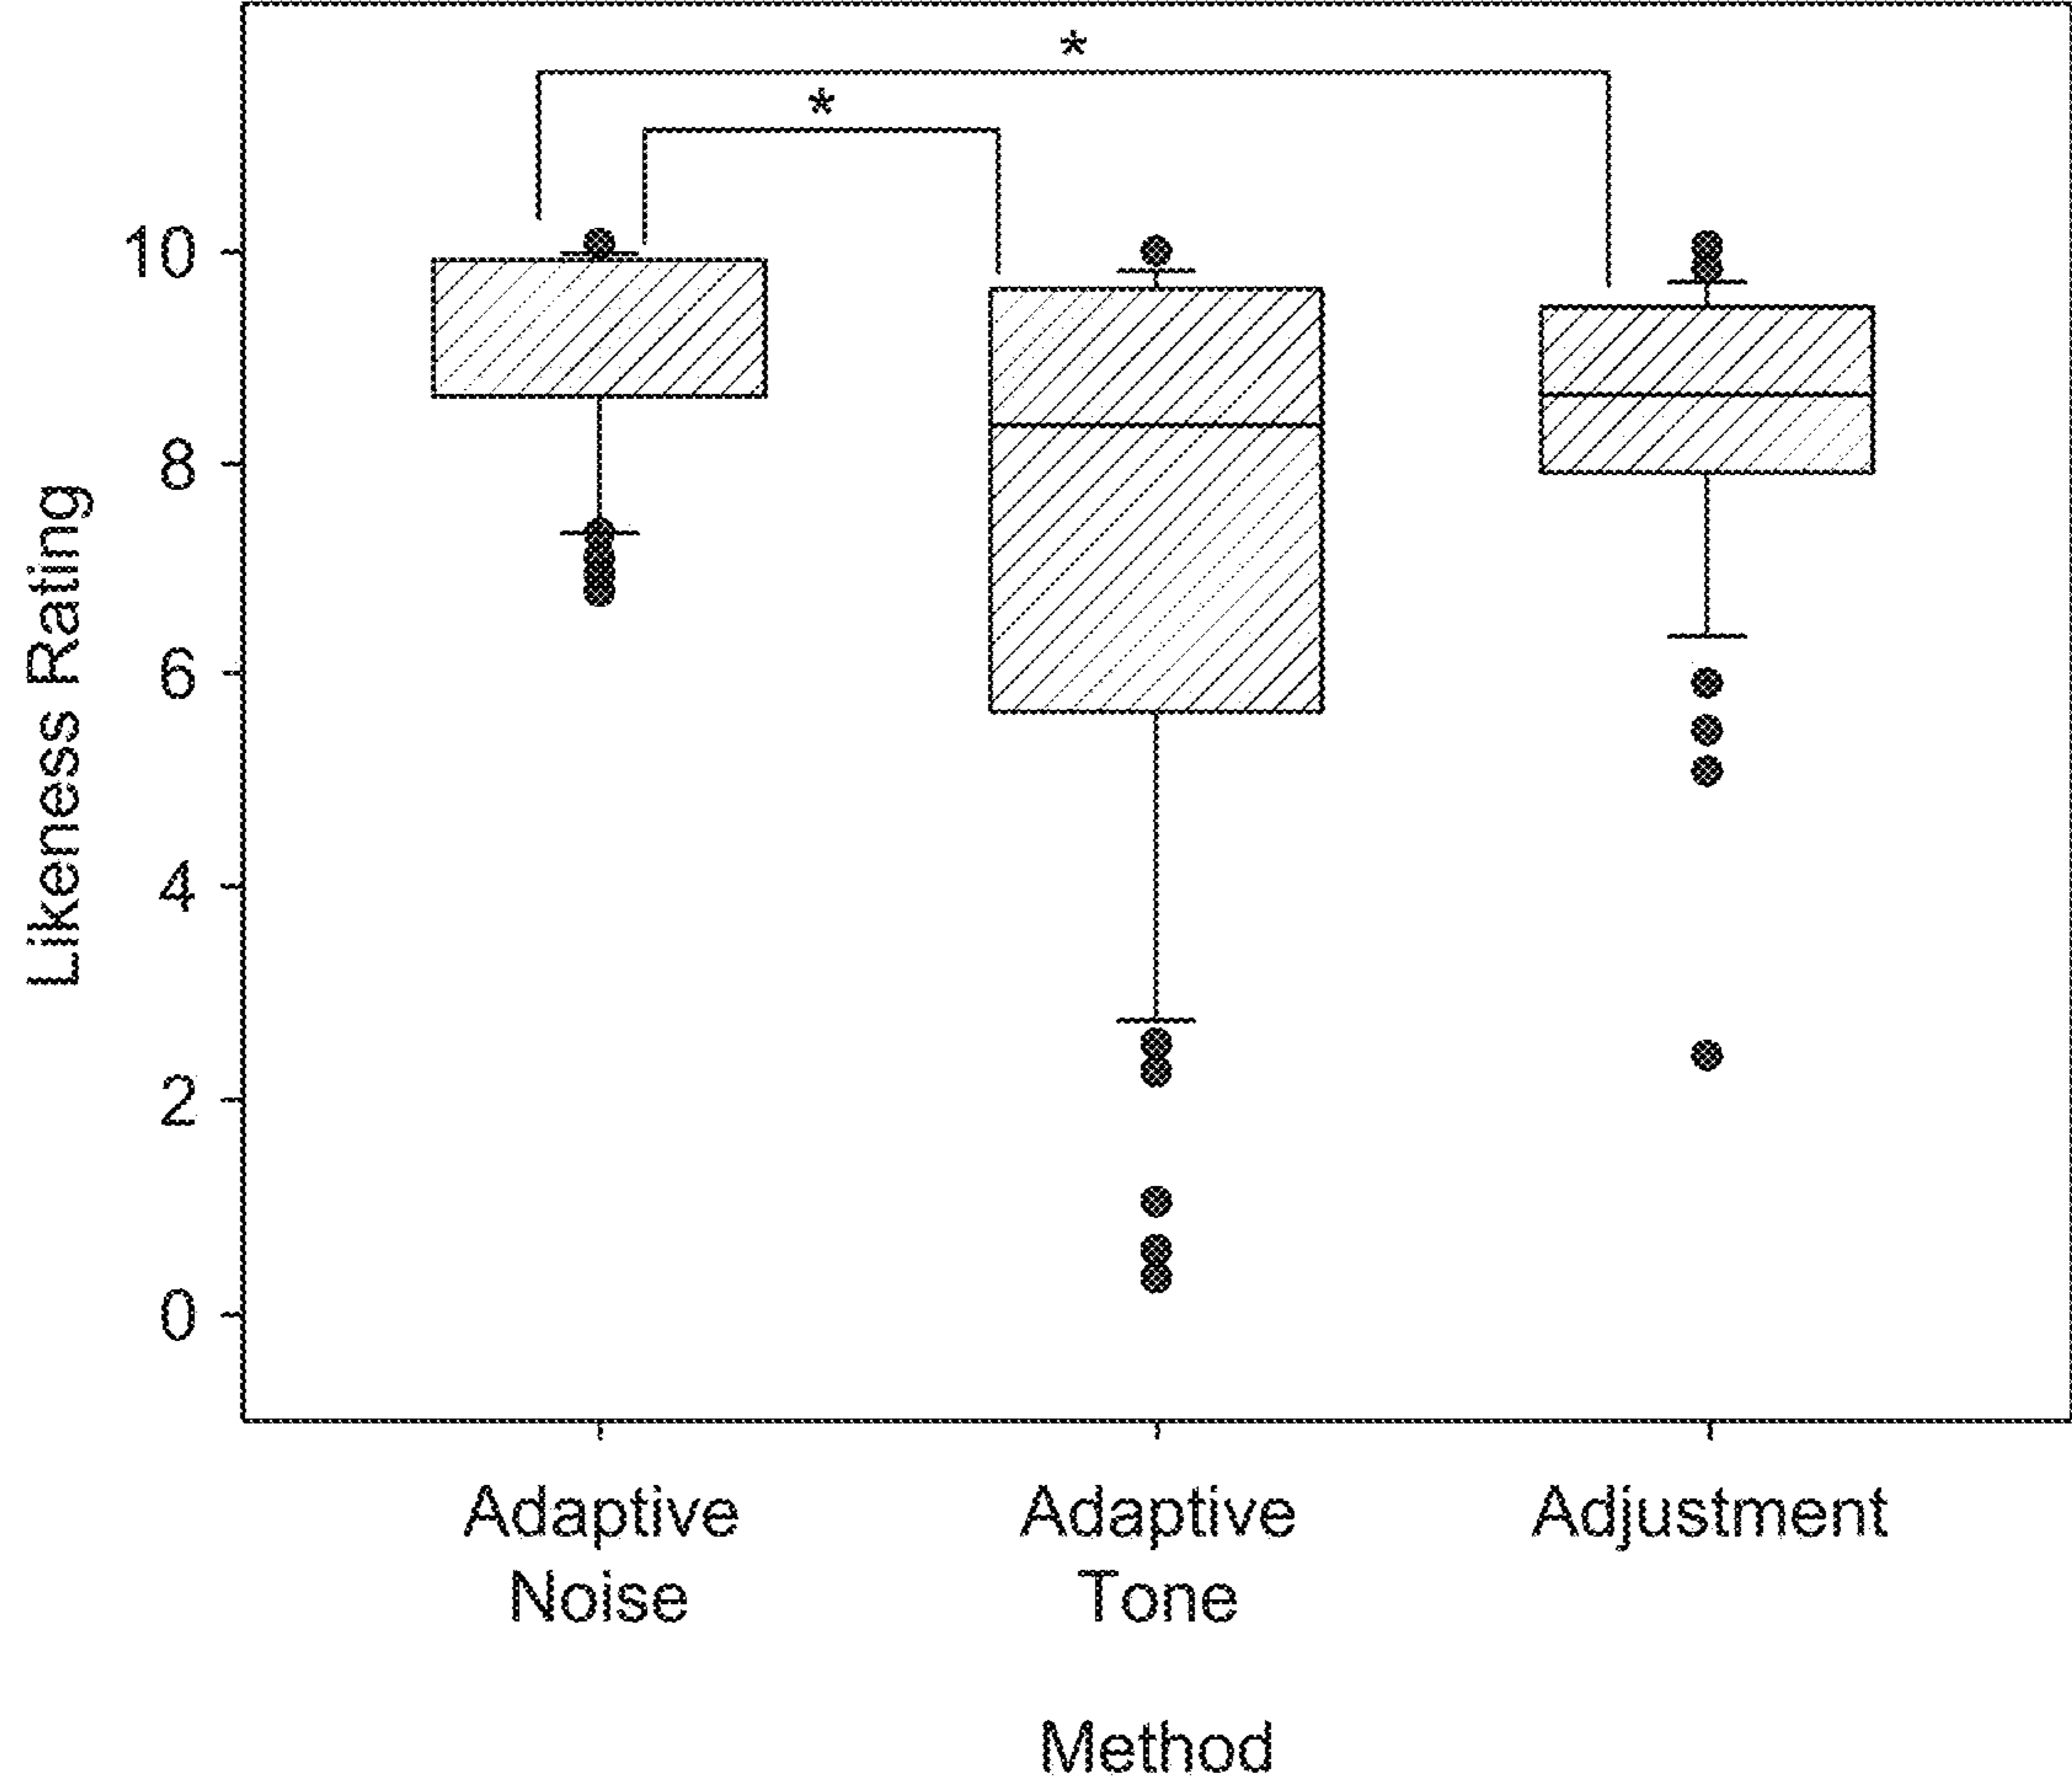 *
*
10
8
6
4
2
0
Likeness Rating
Adaptive
Noise
Adaptive
Tone
Adjustment
Method